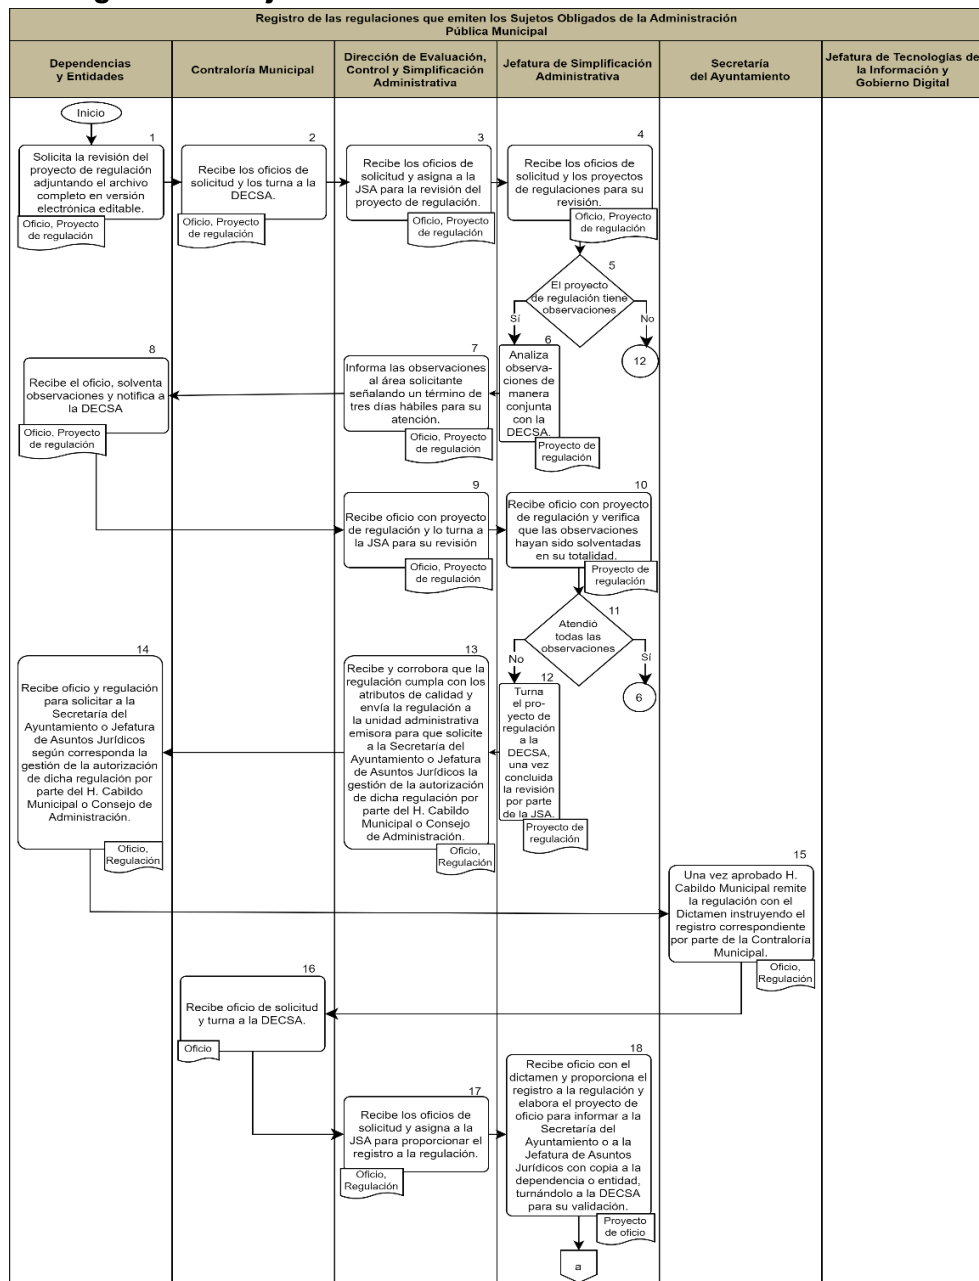 Registro de las regulaciones que emiten los Sujetos Obligados de la Administración
Pública Municipal
Dependencias
y Entidades
Contraloría Municipal
Dirección de Evaluación,
Control y Simplificación
Administrativa
Jefatura de Simplificación
Administrativa
Secretaría
del Ayuntamiento
Jefatura de Tecnologías de
la Información y
Gobierno Digital
Inicio
1
Solicita la revisión del
proyecto de regulación
adjuntando el archivo
completo en versión
electrónica editable.
Oficio, Proyecto
de regulación
2
Recibe los oficios de
solicitud y los turna a la
DECSA.
Oficio, Proyecto
de regulación
3
Recibe los oficios de
solicitud y asigna a la
JSA para la revisión del
proyecto de regulación.
Oficio, Proyecto
de regulación
4
Recibe los oficios de
solicitud y los proyectos
de regulaciones para su
revisión.
Oficio, Proyecto
de regulación
5
El proyecto
de regulación tiene
observaciones
Sí
No
12
6
Analiza
observa-
ciones de
manera
conjunta
con la
DECSA.
Proyecto de
regulación
7
Informa las observaciones
al área solicitante
señalando un término de
tres días hábiles para su
atención.
Oficio, Proyecto
de regulación
8
Recibe el oficio, solventa
observaciones y notifica a
la DECSA
Oficio, Proyecto
de regulación
9
Recibe oficio con proyecto
de regulación y lo turna a
la JSA para su revisión
Oficio, Proyecto
de regulación
10
Recibe oficio con proyecto
de regulación y verifica
que las observaciones
hayan sido solventadas
en su totalidad.
Proyecto de
regulación
11
Atendió
todas las
observaciones
No
Sí
6
12
Turna
el pro-
yecto de
regulación
a la
DECSA,
una vez
concluida
la revisión
por parte
de la JSA.
Proyecto de
regulación
13
Recibe y corrobora que la
regulación cumpla con los
atributos de calidad y
envía la regulación a
la unidad administrativa
emisora para que solicite
a la Secretaría del
Ayuntamiento o Jefatura
de Asuntos Jurídicos la
gestión de la autorización
de dicha regulación por
parte del H. Cabildo
Municipal o Consejo
de Administración.
Oficio,
Regulación
14
Recibe oficio y regulación
para solicitar a la
Secretaría del
Ayuntamiento o Jefatura
de Asuntos Jurídicos
según corresponda la
gestión de la autorización
de dicha regulación por
parte del H. Cabildo
Municipal o Consejo de
Administración.
Oficio,
Regulación
15
Una vez aprobado H.
Cabildo Municipal remite
la regulación con el
Dictamen instruyendo el
registro correspondiente
por parte de la Contraloría
Municipal.
Oficio,
Regulación
16
Recibe oficio de solicitud
y turna a la DECSA.
Oficio
17
Recibe los oficios de
solicitud y asigna a la
JSA para proporcionar el
registro a la regulación.
Oficio,
Regulación
18
Recibe oficio con el
dictamen y proporciona el
registro a la regulación y
elabora el proyecto de
oficio para informar a la
Secretaría del
Ayuntamiento o a la
Jefatura de Asuntos
Jurídicos con copia a la
dependencia o entidad,
turnándolo a la DECSA
para su validación.
Proyecto
de oficio
a